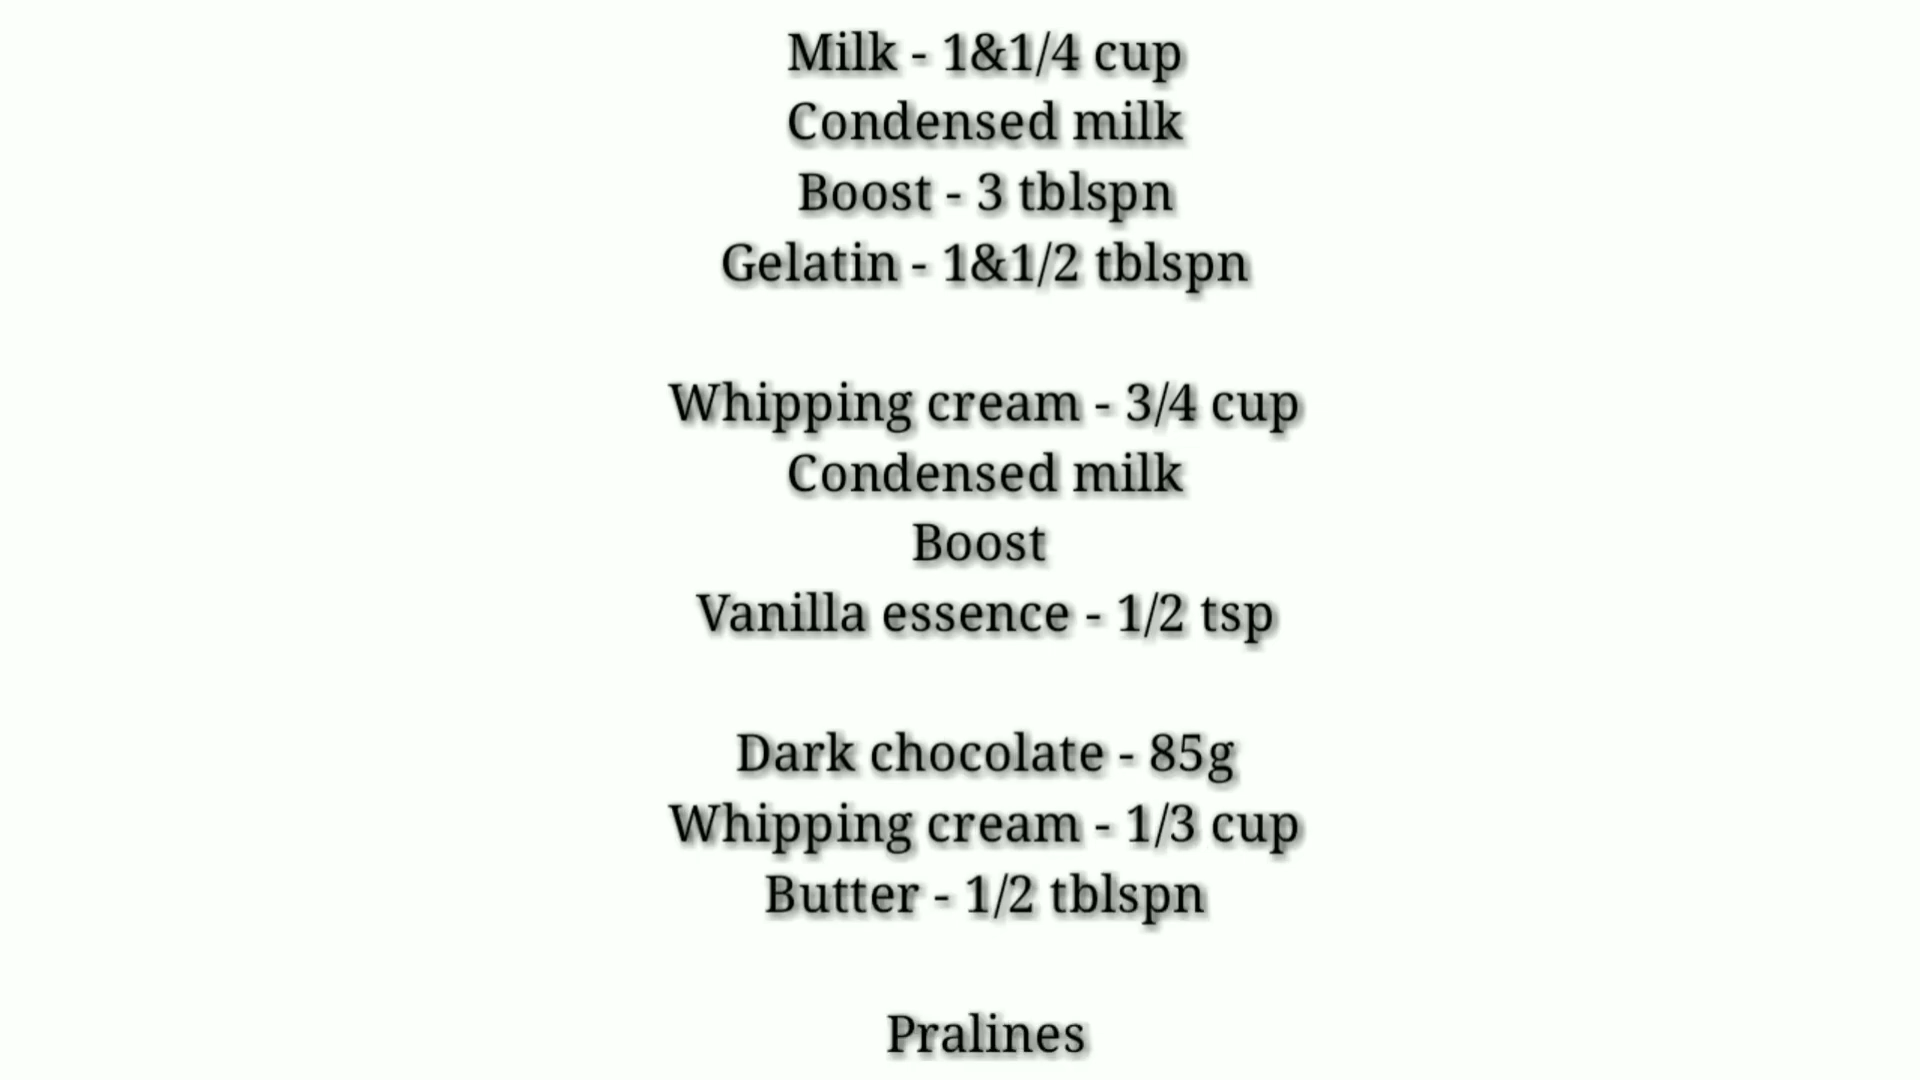 Milk - 1&1/4 cup
Condensed milk
Boost - 3 tblspn
Gelatin - 1&1/2 tblspn
Whipping cream - 3/4 cup
Condensed milk
Boost
Vanilla essence - 1/2 tsp
Dark chocolate - 85g
Whipping cream - 1/3 cup
Butter - 1/2 tblspn
Pralines